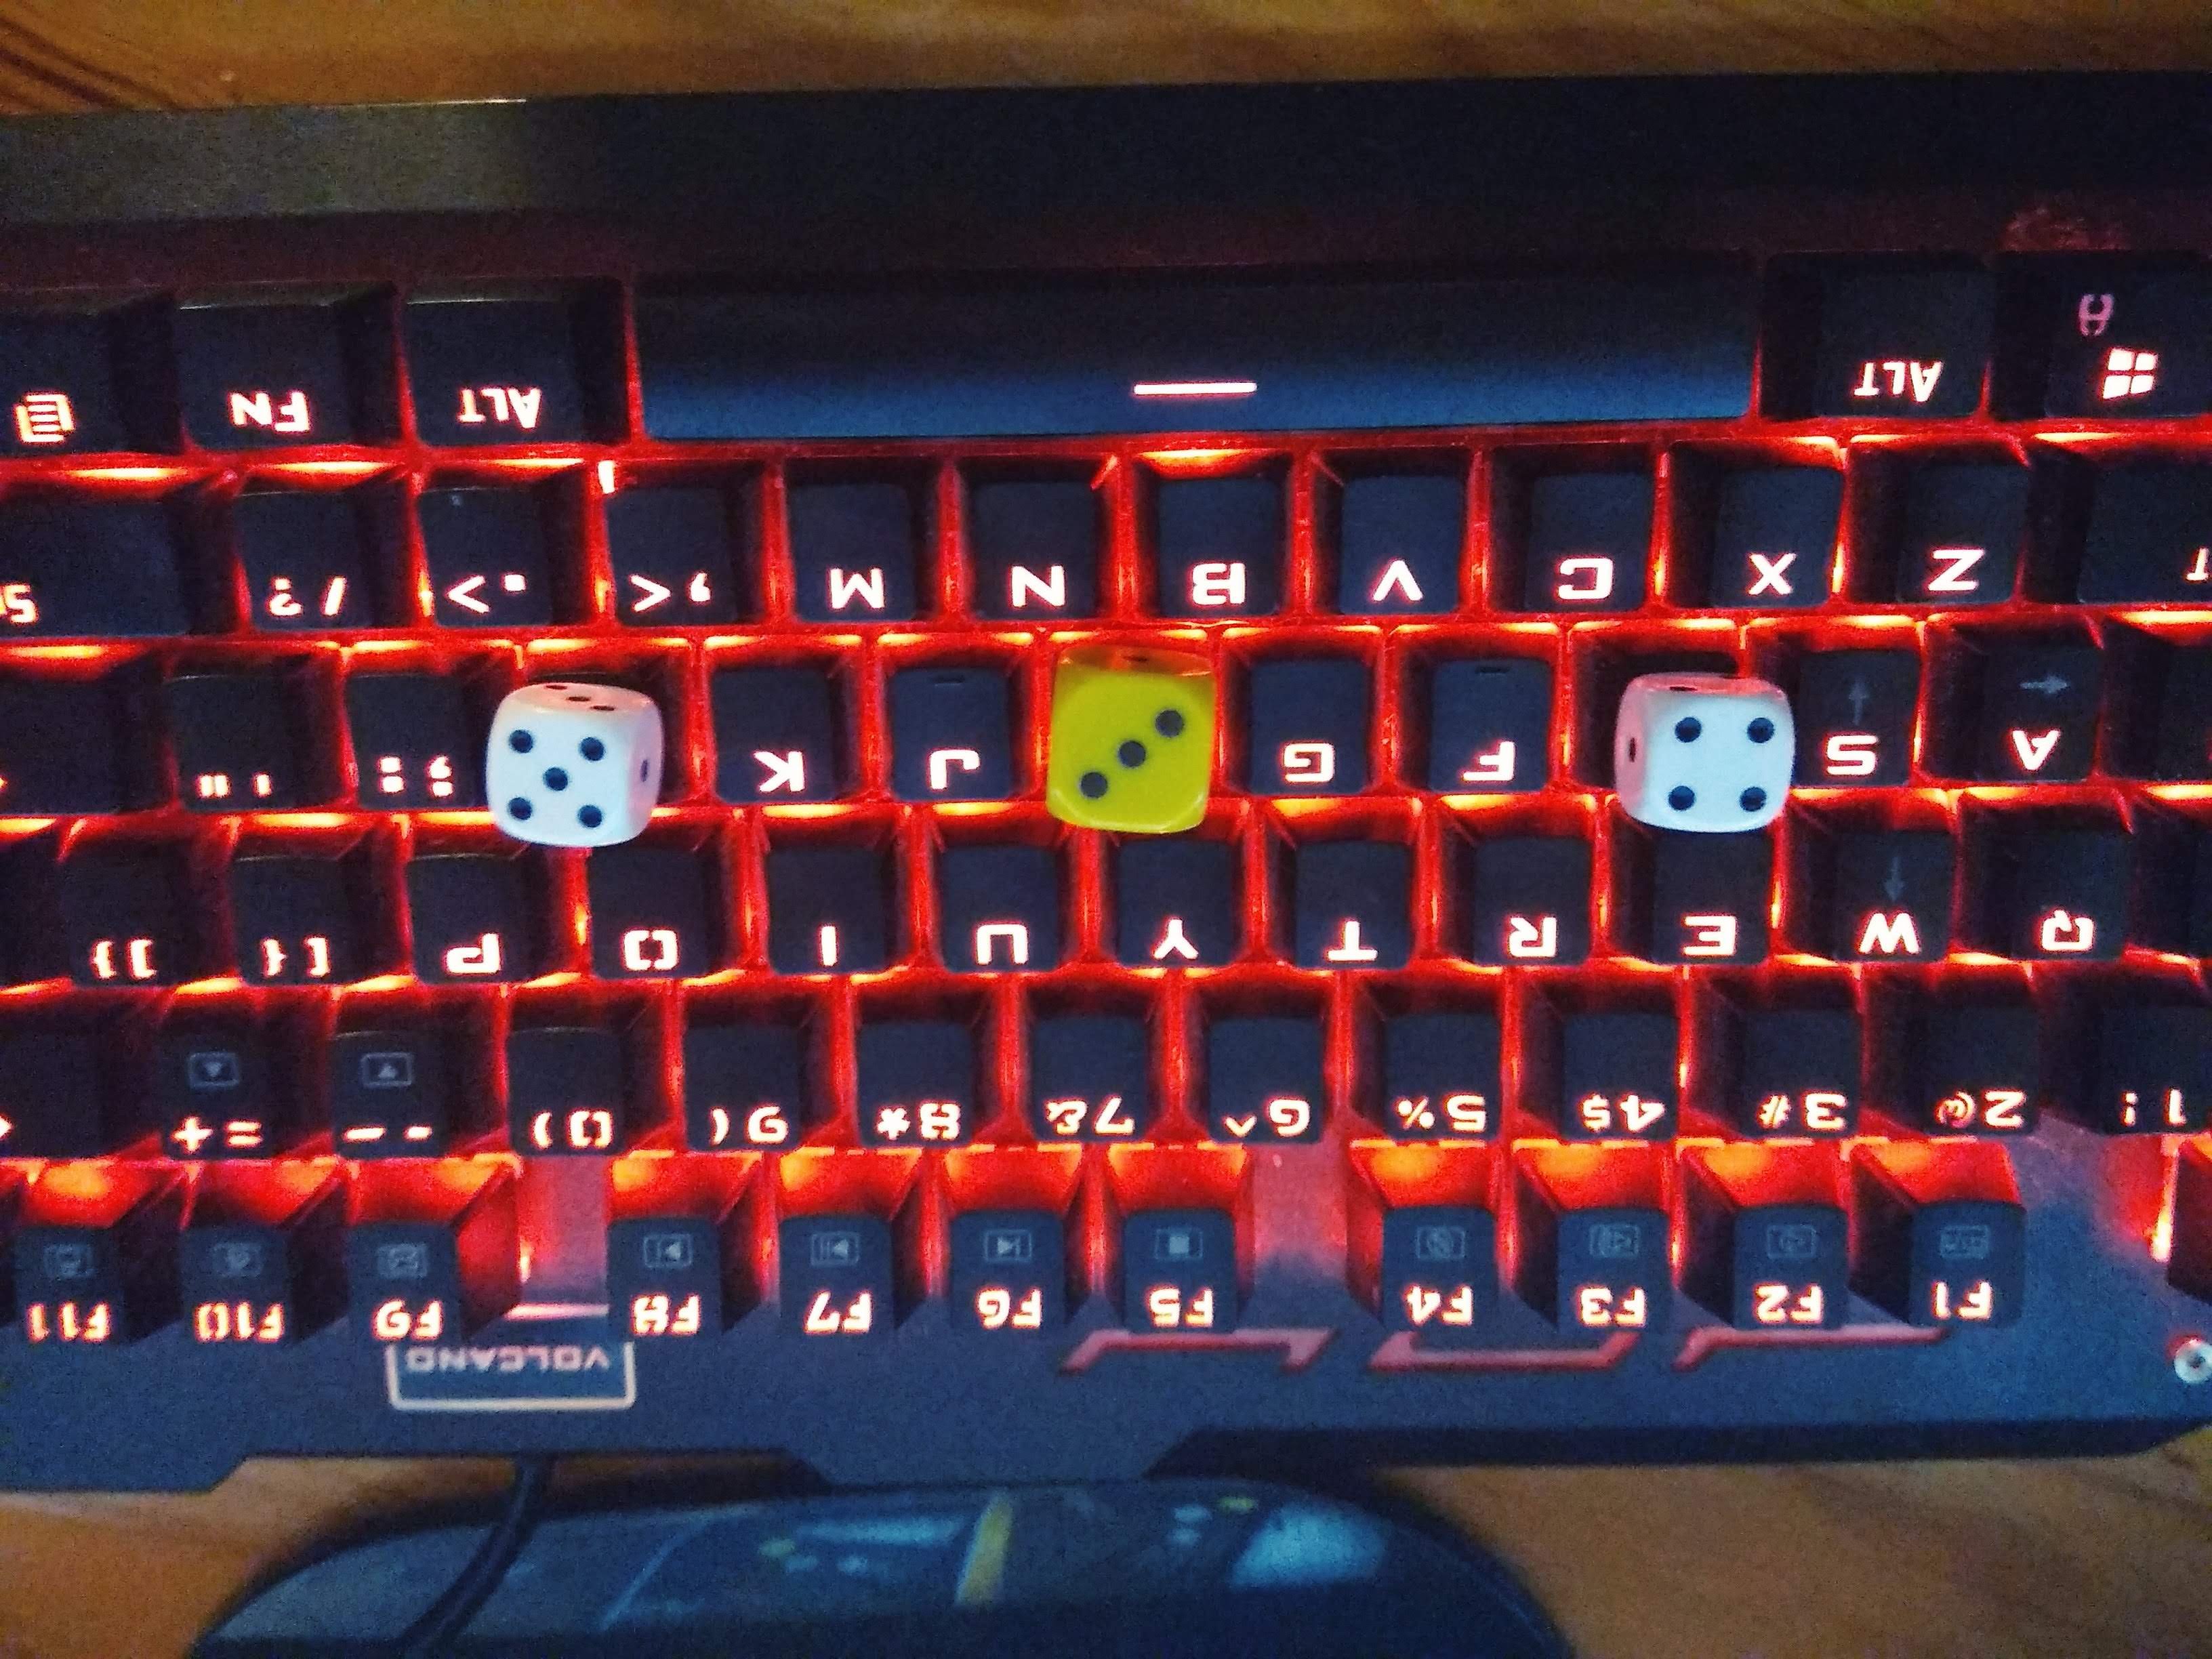 VOLCANO
F1 F2 F3 F4 F5 F6 F7 F8 F9 F10 F11
1! 2@ 3# 4$ 5% 6^ 7& 8* 9( 0) -_ =+
Q W E R T Y U I O P [{ ]}
A S F G J K ;: '"
Z X C V B N M ,< .> /?
ALT ALT FN